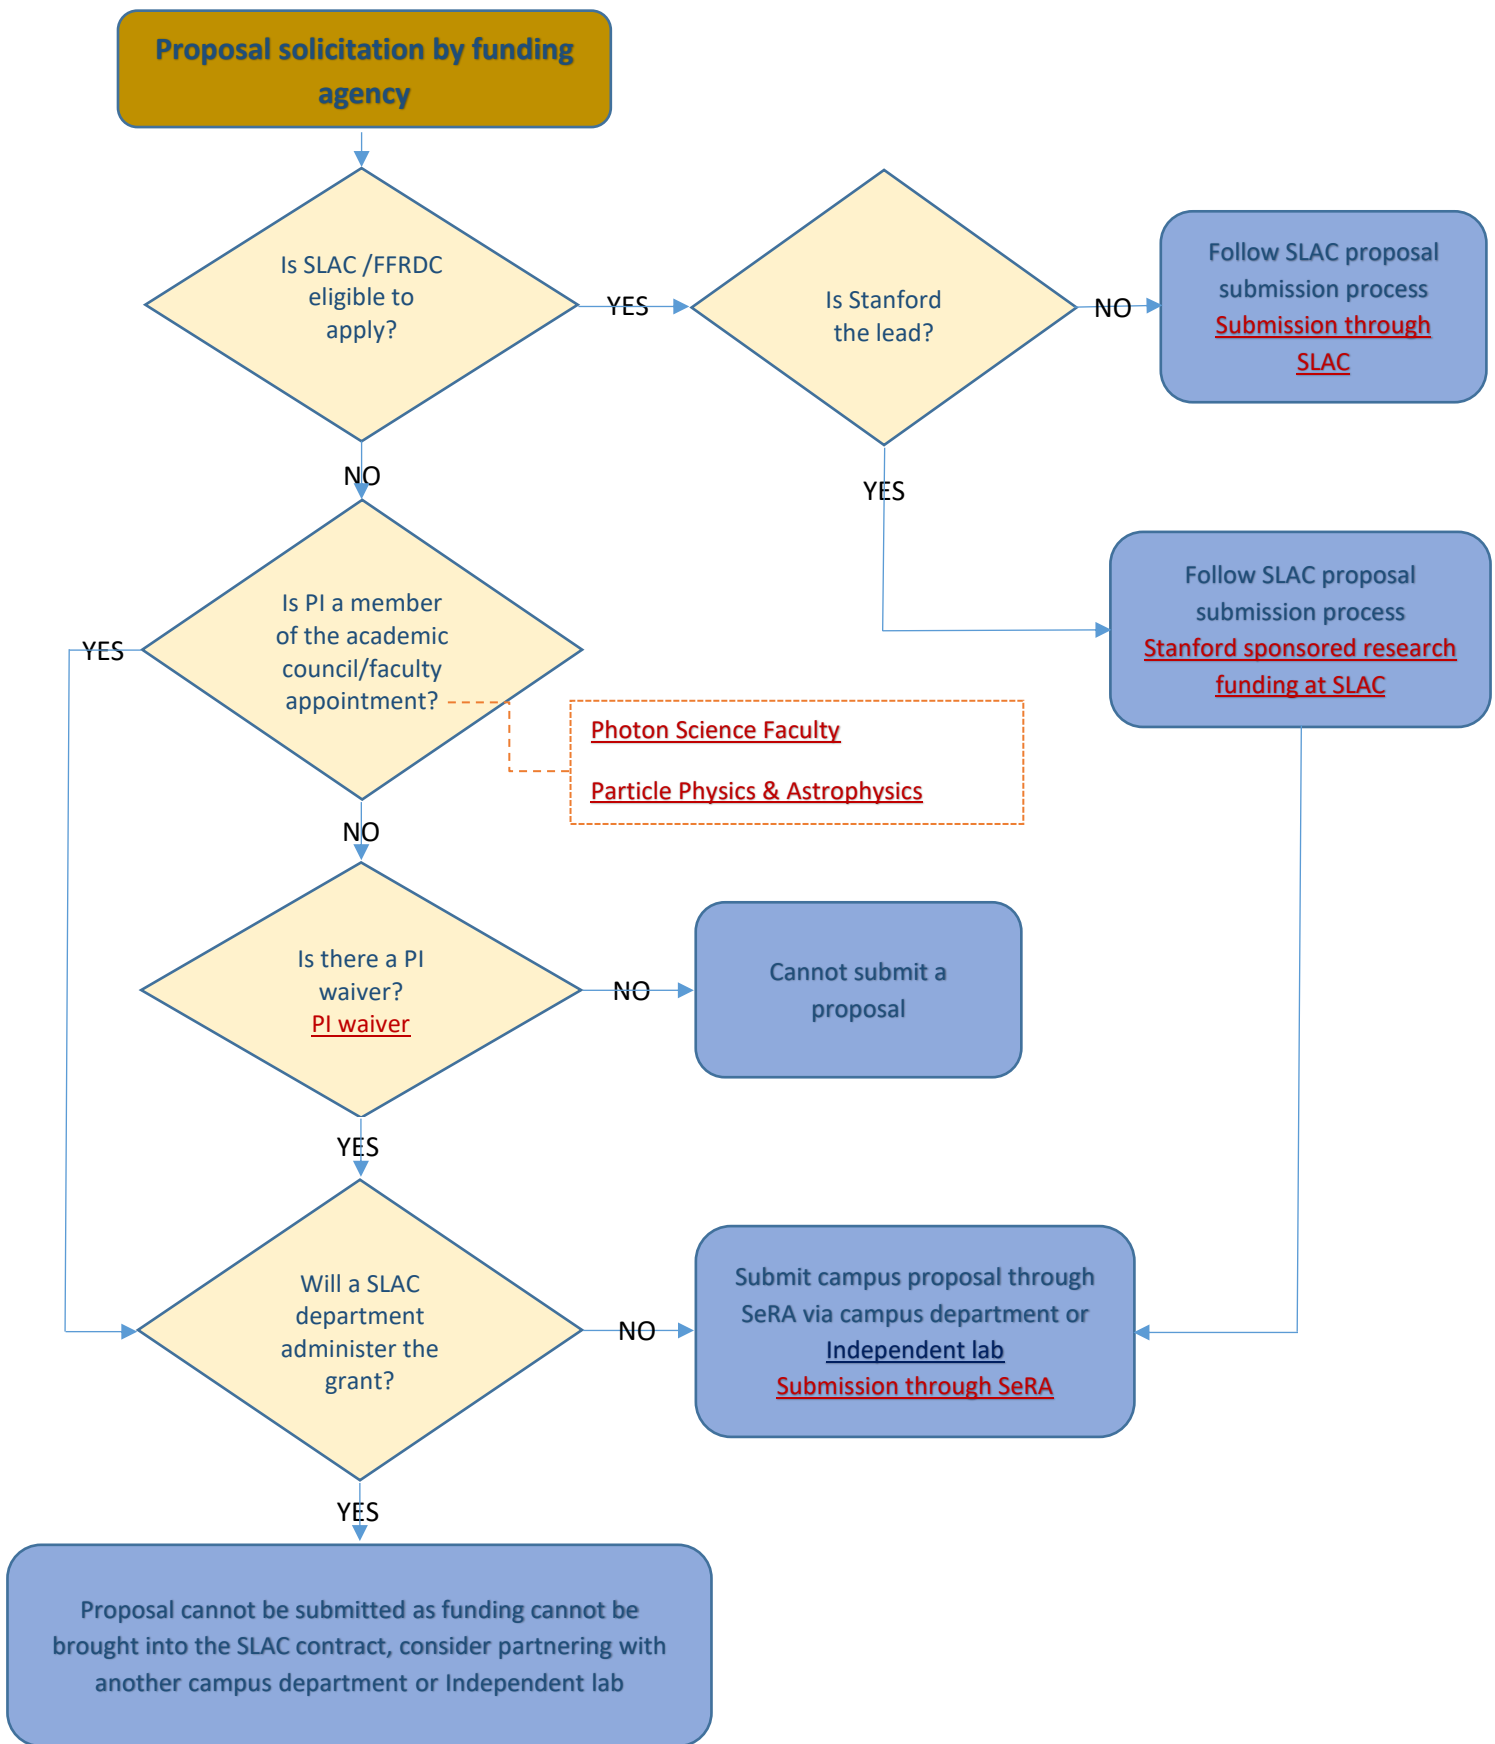 Proposal solicitation by funding
agency
Is SLAC /FFRDC
eligible to
apply?
YES
Is Stanford
the lead?
NO
Follow SLAC proposal
submission process
Submission through
SLAC
NO
YES
Is PI a member
of the academic
council/faculty
appointment?
YES
Follow SLAC proposal
submission process
Stanford sponsored research
funding at SLAC
Photon Science Faculty
Particle Physics & Astrophysics
NO
Is there a PI
waiver?
PI waiver
NO
Cannot submit a
proposal
YES
Will a SLAC
department
administer the
grant?
NO
Submit campus proposal through
SeRA via campus department or
Independent lab
Submission through SeRA
YES
Proposal cannot be submitted as funding cannot be
brought into the SLAC contract, consider partnering with
another campus department or Independent lab